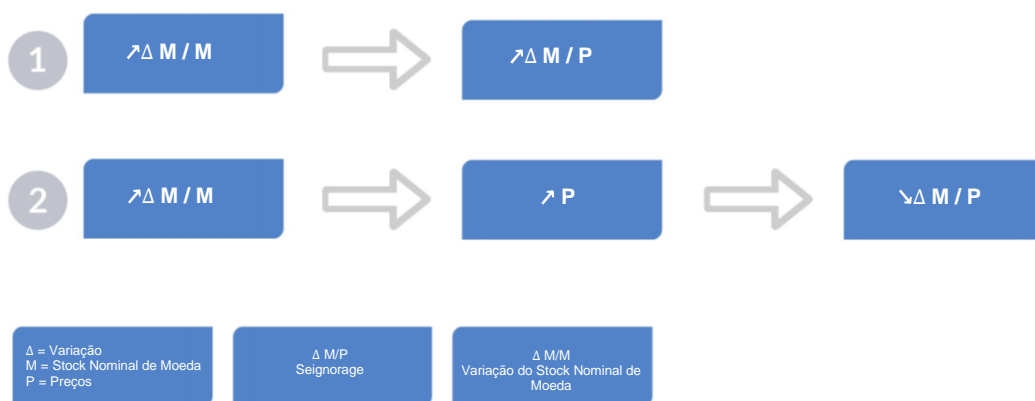 1
↗Δ M / M
↗Δ M / P
2
↗Δ M / M
↗ P
↘Δ M / P
Δ = Variação
M = Stock Nominal de Moeda
P = Preços
Δ M/P
Seignorage
Δ M/M
Variação do Stock Nominal de
Moeda